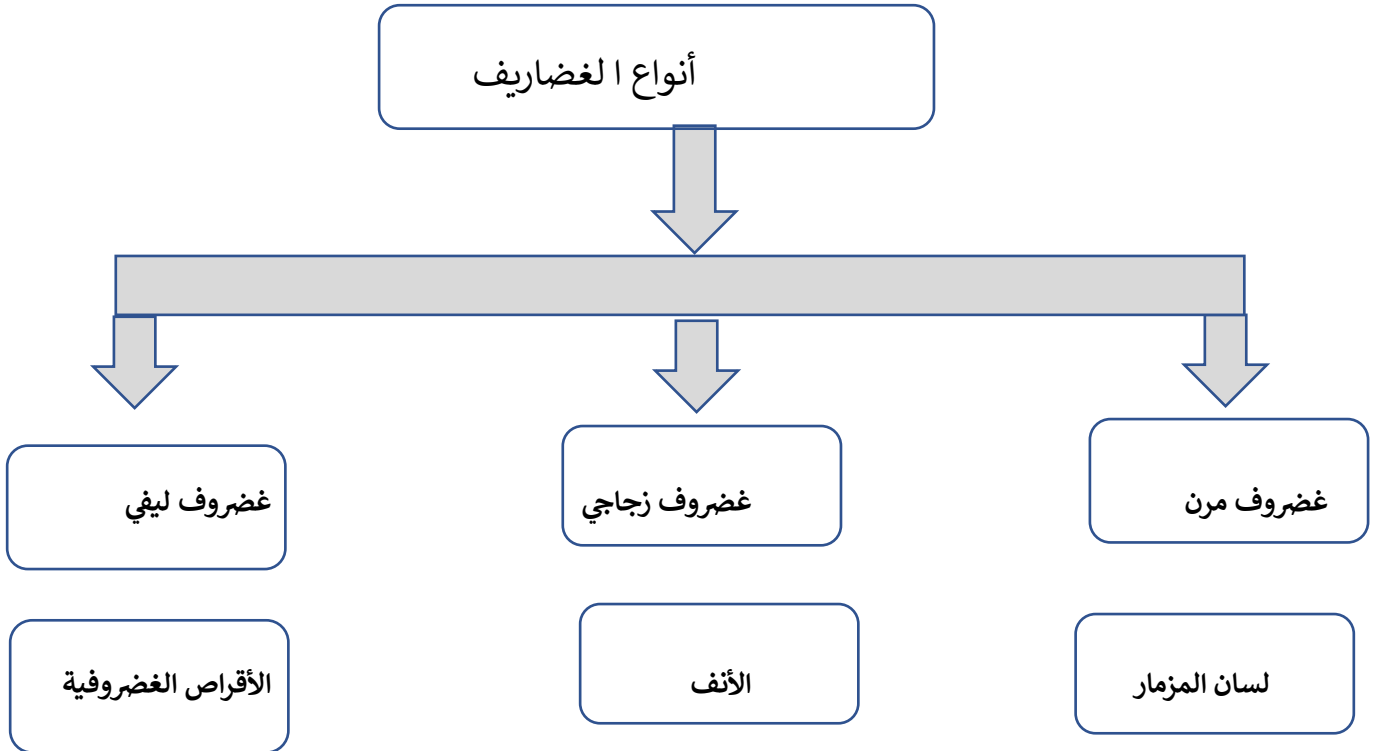 أنواع ا لغضاريف
غضروف مرن
غضروف زجاجي
غضروف ليفي
لسان المزمار
الأنف
الأقراص الغضروفية